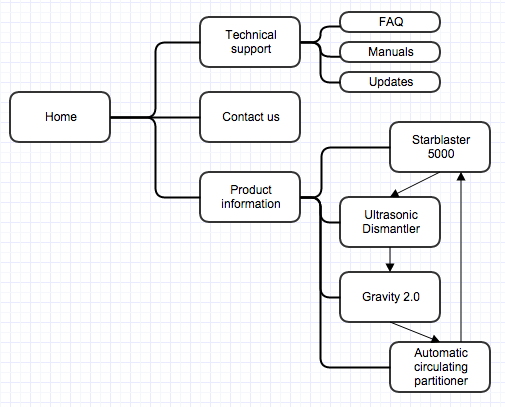 Home
Technical
support
FAQ
Manuals
Updates
Contact us
Product
information
Starblaster
5000
Ultrasonic
Dismantler
Gravity 2.0
Automatic
circulating
partitioner